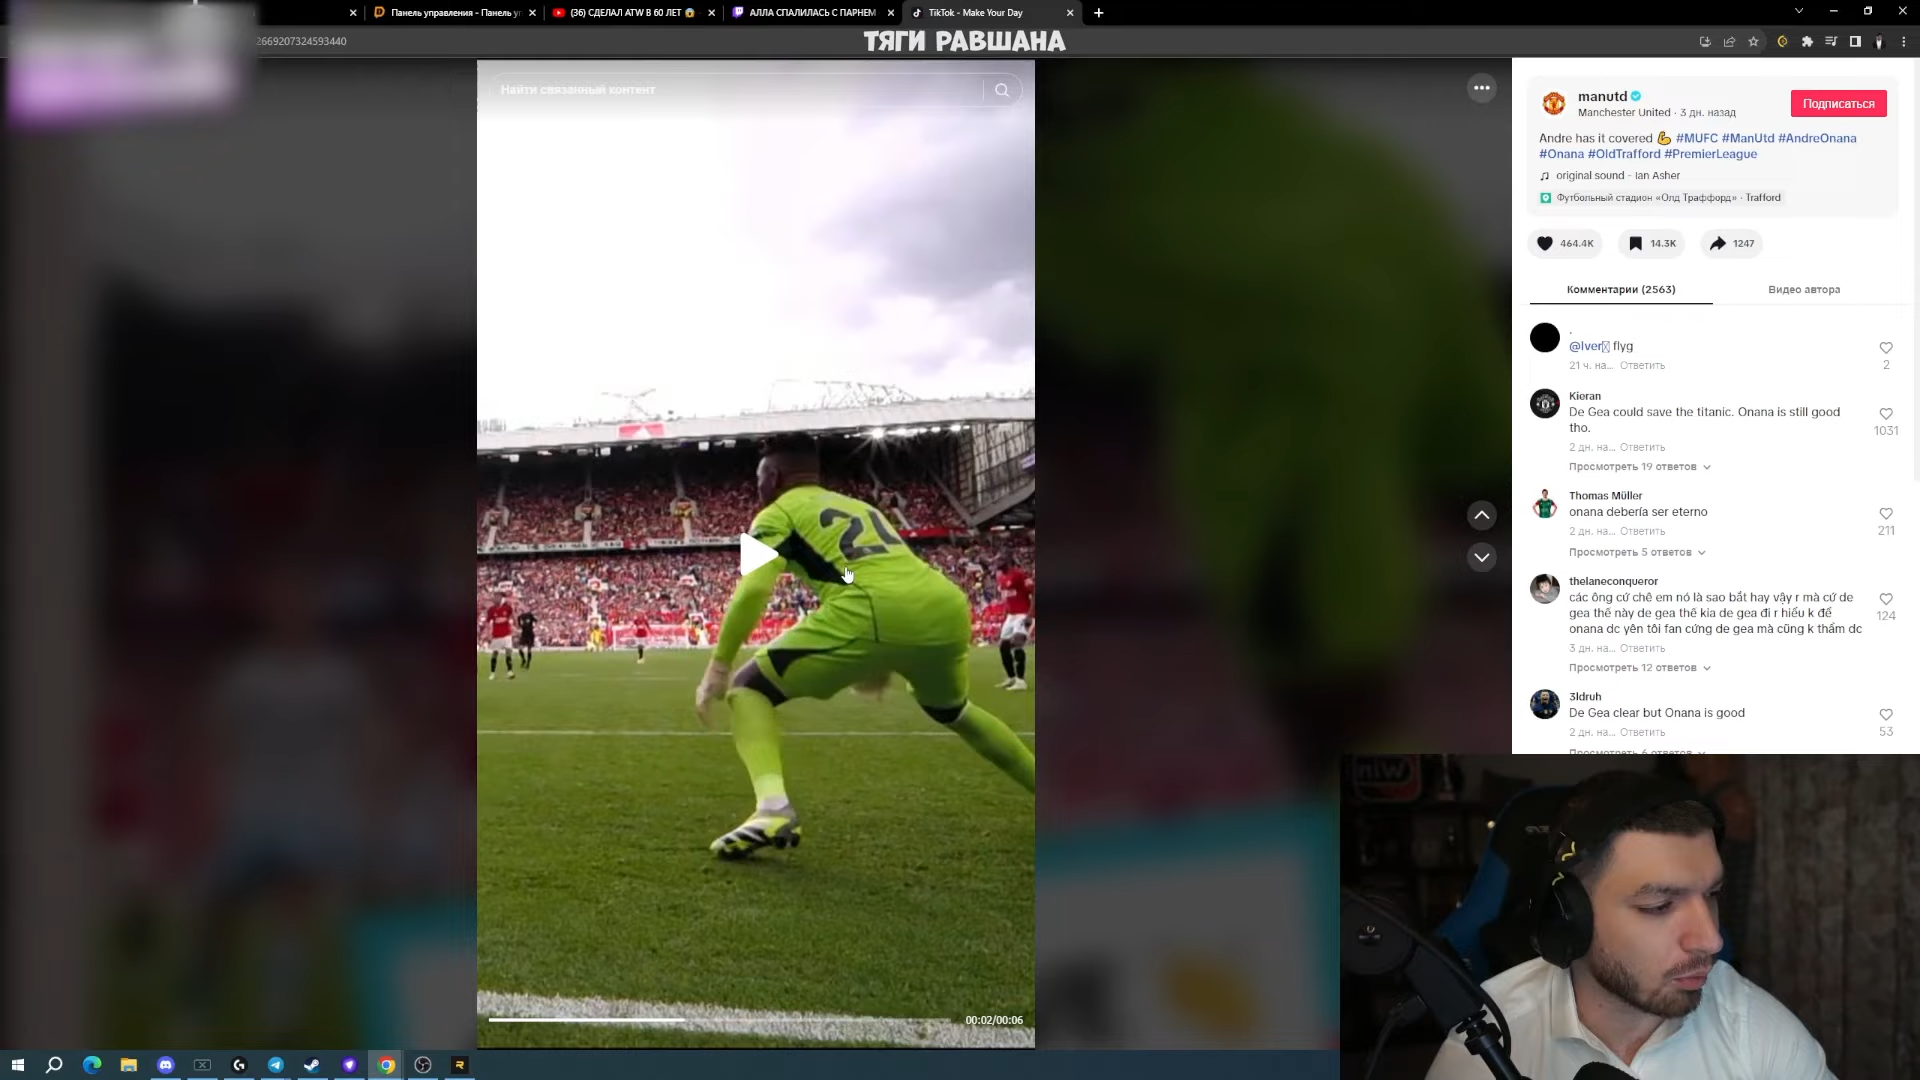 Панель управления - Панель у
(36) СДЕЛАЛ ATW В 60 ЛЕТ 😱
АЛЛА СПАЛИЛАСЬ С ПАРНЕМ
TikTok - Make Your Day
2669207324593440
ТЯГИ РАВШАНА
Найти связанный контент
manutd
Manchester United · 3 дн. назад
Подписаться
Andre has it covered 💪 #MUFC #ManUtd #AndreOnana
#Onana #OldTrafford #PremierLeague
original sound - Ian Asher
Футбольный стадион «Олд Траффорд» · Trafford
464.4K
14.3K
1247
Комментарии (2563)
Видео автора
.
@Iver flyg
21 ч. на... Ответить
2
Kieran
De Gea could save the titanic. Onana is still good
tho.
1031
2 дн. на... Ответить
Просмотреть 19 ответов
Thomas Müller
onana debería ser eterno
2 дн. на... Ответить
211
Просмотреть 5 ответов
thelaneconqueror
các ông cứ chê em nó là sao bắt hay vậy r mà cứ de
gea thế này de gea thế kia de gea đi r hiểu k để
onana dc yên tôi fan cứng de gea mà cũng k thẩm dc
124
3 дн. на... Ответить
Просмотреть 12 ответов
3ldruh
De Gea clear but Onana is good
2 дн. на... Ответить
53
Просмотреть 6 ответов
00:02/00:06